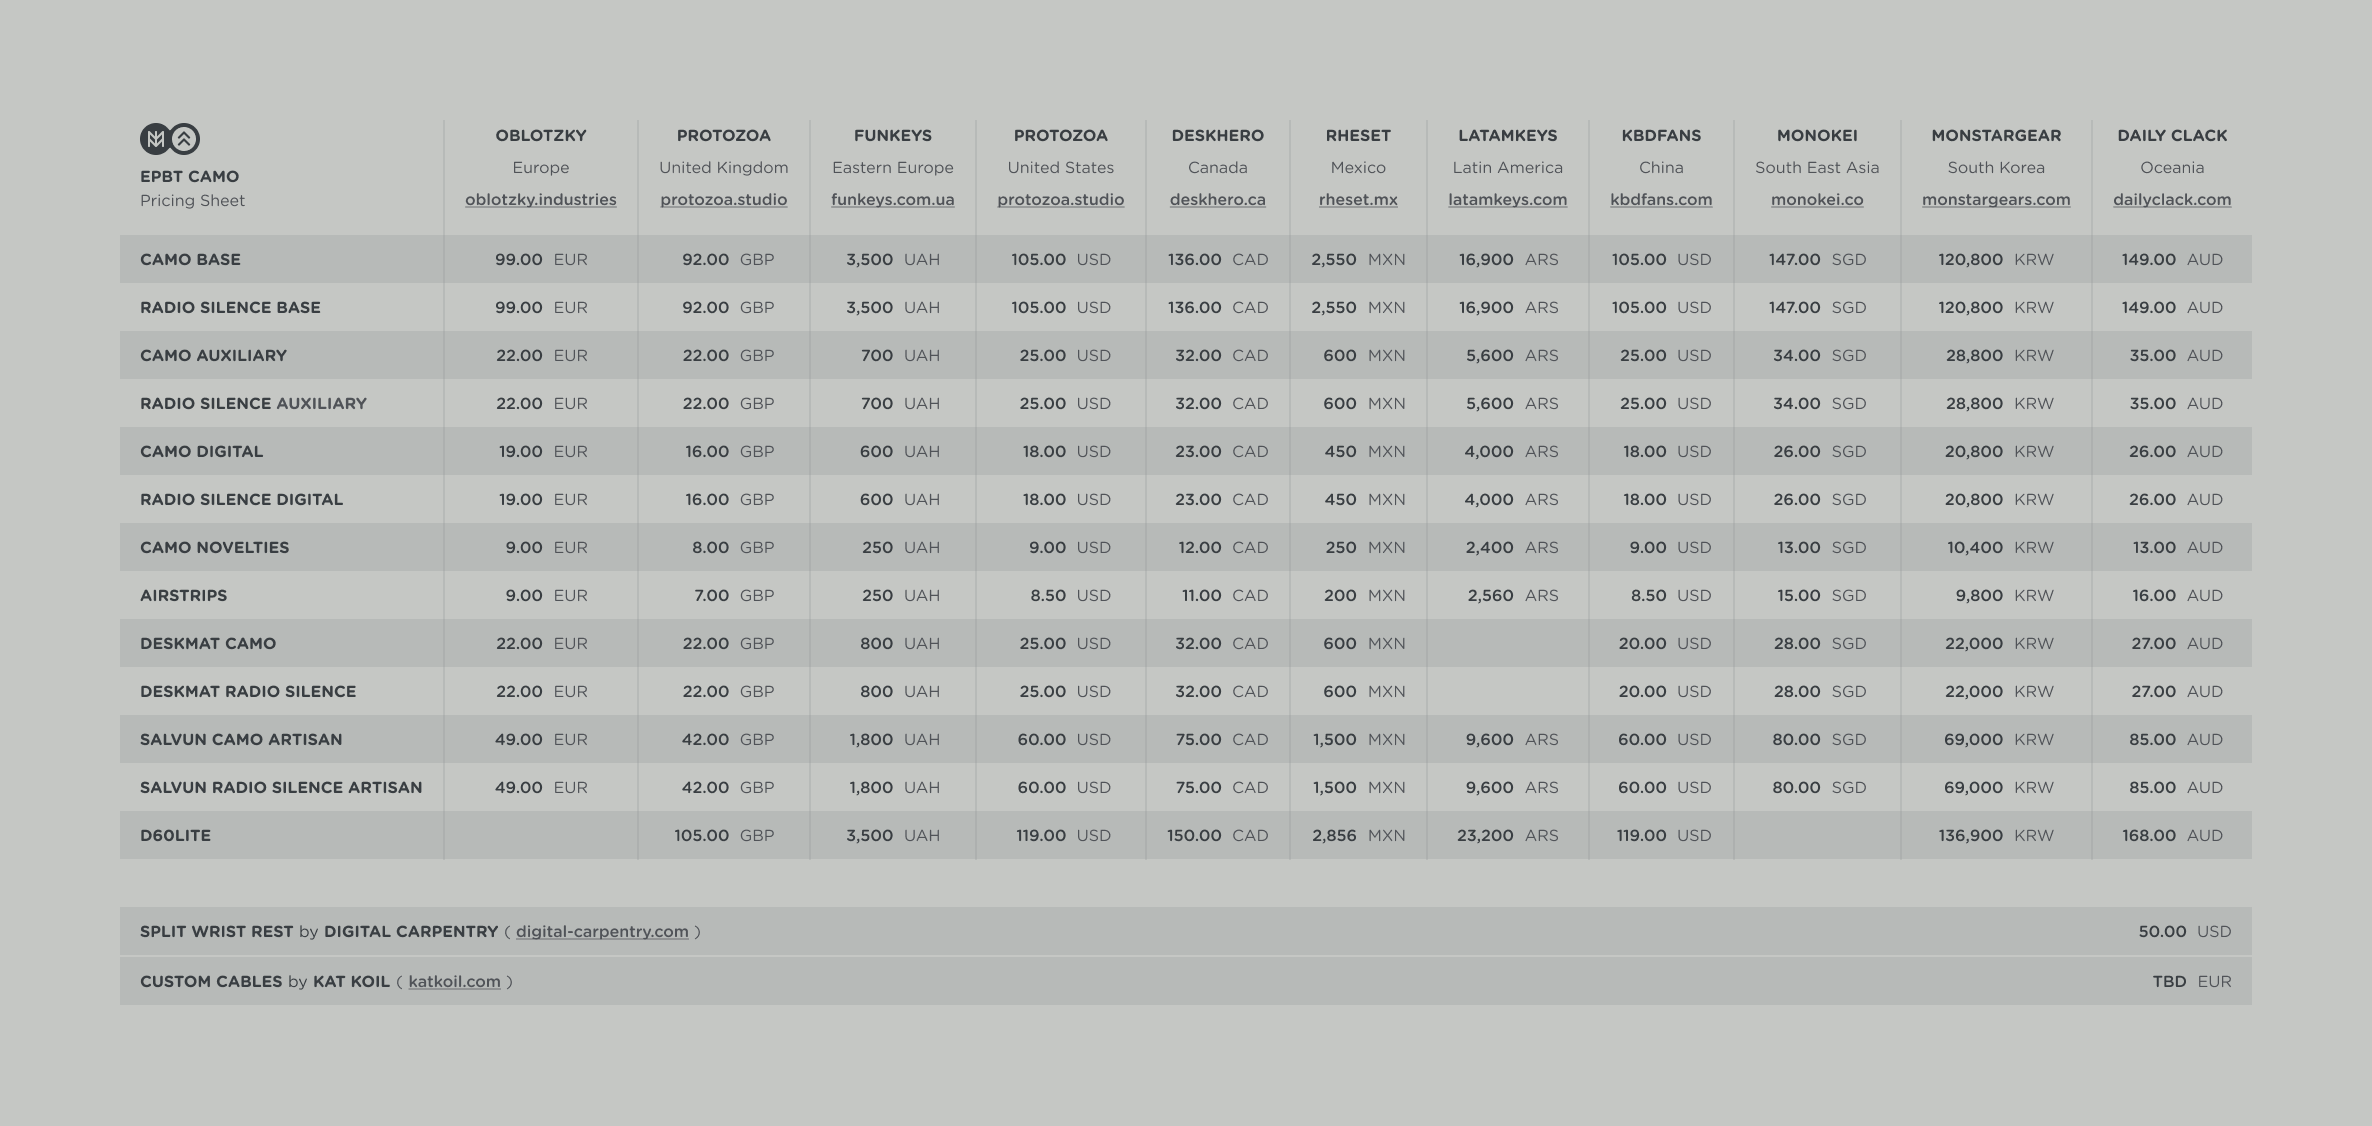 OBLOTZKY PROTOZOA FUNKEYS PROTOZOA DESKHERO RHESET LATAMKEYS KBDFANS MONOKEI MONSTARGEAR DAILY CLACK
Europe United Kingdom Eastern Europe United States Canada Mexico Latin America China South East Asia South Korea Oceania
EPBT CAMO
Pricing Sheet
oblotzky.industries protozoa.studio funkeys.com.ua protozoa.studio deskhero.ca rheset.mx latamkeys.com kbdfans.com monokei.co monstargears.com dailyclack.com
CAMO BASE 99.00 EUR 92.00 GBP 3,500 UAH 105.00 USD 136.00 CAD 2,550 MXN 16,900 ARS 105.00 USD 147.00 SGD 120,800 KRW 149.00 AUD
RADIO SILENCE BASE 99.00 EUR 92.00 GBP 3,500 UAH 105.00 USD 136.00 CAD 2,550 MXN 16,900 ARS 105.00 USD 147.00 SGD 120,800 KRW 149.00 AUD
CAMO AUXILIARY 22.00 EUR 22.00 GBP 700 UAH 25.00 USD 32.00 CAD 600 MXN 5,600 ARS 25.00 USD 34.00 SGD 28,800 KRW 35.00 AUD
RADIO SILENCE AUXILIARY 22.00 EUR 22.00 GBP 700 UAH 25.00 USD 32.00 CAD 600 MXN 5,600 ARS 25.00 USD 34.00 SGD 28,800 KRW 35.00 AUD
CAMO DIGITAL 19.00 EUR 16.00 GBP 600 UAH 18.00 USD 23.00 CAD 450 MXN 4,000 ARS 18.00 USD 26.00 SGD 20,800 KRW 26.00 AUD
RADIO SILENCE DIGITAL 19.00 EUR 16.00 GBP 600 UAH 18.00 USD 23.00 CAD 450 MXN 4,000 ARS 18.00 USD 26.00 SGD 20,800 KRW 26.00 AUD
CAMO NOVELTIES 9.00 EUR 8.00 GBP 250 UAH 9.00 USD 12.00 CAD 250 MXN 2,400 ARS 9.00 USD 13.00 SGD 10,400 KRW 13.00 AUD
AIRSTRIPS 9.00 EUR 7.00 GBP 250 UAH 8.50 USD 11.00 CAD 200 MXN 2,560 ARS 8.50 USD 15.00 SGD 9,800 KRW 16.00 AUD
DESKMAT CAMO 22.00 EUR 22.00 GBP 800 UAH 25.00 USD 32.00 CAD 600 MXN 20.00 USD 28.00 SGD 22,000 KRW 27.00 AUD
DESKMAT RADIO SILENCE 22.00 EUR 22.00 GBP 800 UAH 25.00 USD 32.00 CAD 600 MXN 20.00 USD 28.00 SGD 22,000 KRW 27.00 AUD
SALVUN CAMO ARTISAN 49.00 EUR 42.00 GBP 1,800 UAH 60.00 USD 75.00 CAD 1,500 MXN 9,600 ARS 60.00 USD 80.00 SGD 69,000 KRW 85.00 AUD
SALVUN RADIO SILENCE ARTISAN 49.00 EUR 42.00 GBP 1,800 UAH 60.00 USD 75.00 CAD 1,500 MXN 9,600 ARS 60.00 USD 80.00 SGD 69,000 KRW 85.00 AUD
D60LITE 105.00 GBP 3,500 UAH 119.00 USD 150.00 CAD 2,856 MXN 23,200 ARS 119.00 USD 136,900 KRW 168.00 AUD
SPLIT WRIST REST by DIGITAL CARPENTRY ( digital-carpentry.com ) 50.00 USD
CUSTOM CABLES by KAT KOIL ( katkoil.com ) TBD EUR